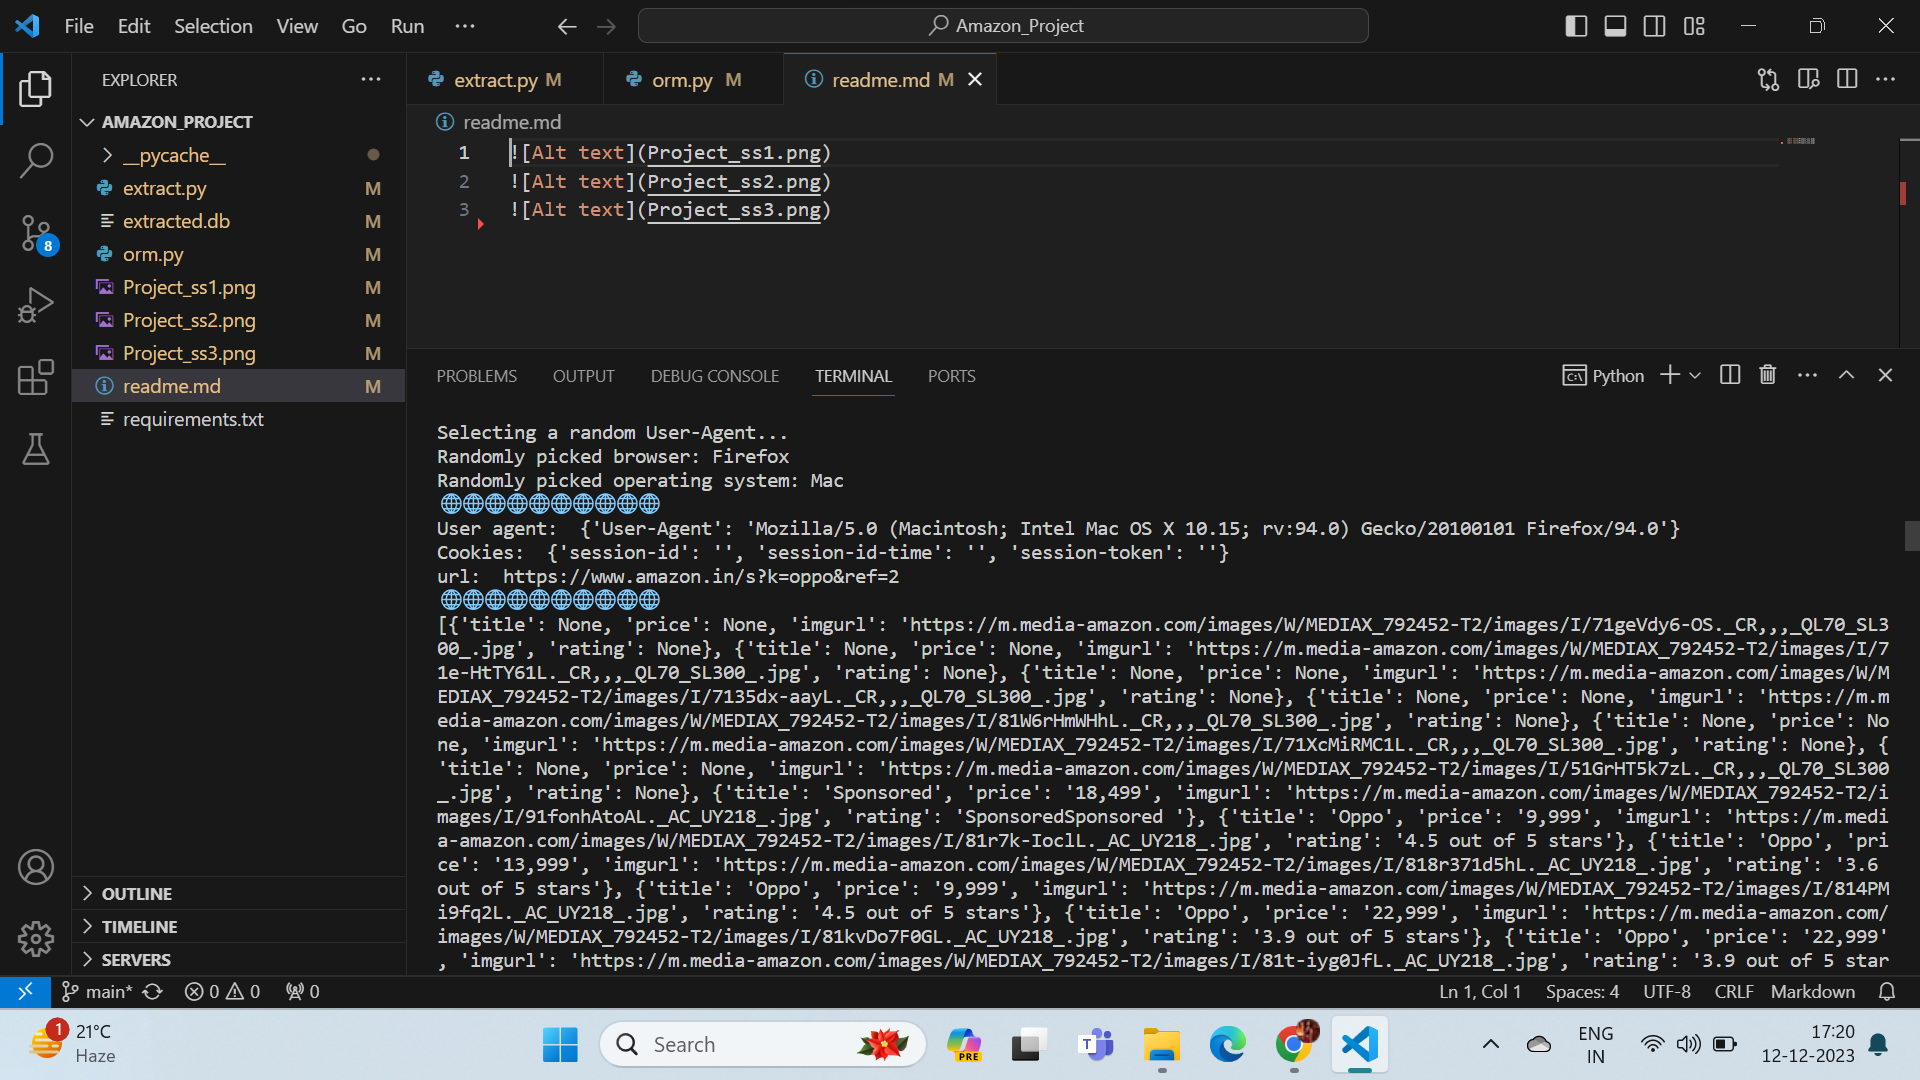 File Edit Selection View Go Run ···
Amazon_Project
EXPLORER
extract.py M
orm.py M
readme.md M
AMAZON_PROJECT
__pycache__
extract.py M
extracted.db M
orm.py M
Project_ss1.png M
Project_ss2.png M
Project_ss3.png M
readme.md M
requirements.txt
8
OUTLINE
TIMELINE
SERVERS
readme.md
1 ![Alt text](Project_ss1.png)
2 ![Alt text](Project_ss2.png)
3 ![Alt text](Project_ss3.png)
PROBLEMS OUTPUT DEBUG CONSOLE TERMINAL PORTS
Python
Selecting a random User-Agent...
Randomly picked browser: Firefox
Randomly picked operating system: Mac
User agent:  {'User-Agent': 'Mozilla/5.0 (Macintosh; Intel Mac OS X 10.15; rv:94.0) Gecko/20100101 Firefox/94.0'}
Cookies:  {'session-id': '', 'session-id-time': '', 'session-token': ''}
url:  https://www.amazon.in/s?k=oppo&ref=2
[{'title': None, 'price': None, 'imgurl': 'https://m.media-amazon.com/images/W/MEDIAX_792452-T2/images/I/71geVdy6-OS._CR,,,_QL70_SL3
00_.jpg', 'rating': None}, {'title': None, 'price': None, 'imgurl': 'https://m.media-amazon.com/images/W/MEDIAX_792452-T2/images/I/7
1e-HtTY61L._CR,,,_QL70_SL300_.jpg', 'rating': None}, {'title': None, 'price': None, 'imgurl': 'https://m.media-amazon.com/images/W/M
EDIAX_792452-T2/images/I/7135dx-aayL._CR,,,_QL70_SL300_.jpg', 'rating': None}, {'title': None, 'price': None, 'imgurl': 'https://m.m
edia-amazon.com/images/W/MEDIAX_792452-T2/images/I/81W6rHmWHhL._CR,,,_QL70_SL300_.jpg', 'rating': None}, {'title': None, 'price': No
ne, 'imgurl': 'https://m.media-amazon.com/images/W/MEDIAX_792452-T2/images/I/71XcMiRMC1L._CR,,,_QL70_SL300_.jpg', 'rating': None}, {
'title': None, 'price': None, 'imgurl': 'https://m.media-amazon.com/images/W/MEDIAX_792452-T2/images/I/51GrHT5k7zL._CR,,,_QL70_SL300
_.jpg', 'rating': None}, {'title': 'Sponsored', 'price': '18,499', 'imgurl': 'https://m.media-amazon.com/images/W/MEDIAX_792452-T2/i
mages/I/91fonhAtoAL._AC_UY218_.jpg', 'rating': 'SponsoredSponsored '}, {'title': 'Oppo', 'price': '9,999', 'imgurl': 'https://m.medi
a-amazon.com/images/W/MEDIAX_792452-T2/images/I/81r7k-IoclL._AC_UY218_.jpg', 'rating': '4.5 out of 5 stars'}, {'title': 'Oppo', 'pri
ce': '13,999', 'imgurl': 'https://m.media-amazon.com/images/W/MEDIAX_792452-T2/images/I/818r371d5hL._AC_UY218_.jpg', 'rating': '3.6
out of 5 stars'}, {'title': 'Oppo', 'price': '9,999', 'imgurl': 'https://m.media-amazon.com/images/W/MEDIAX_792452-T2/images/I/814PM
i9fq2L._AC_UY218_.jpg', 'rating': '4.5 out of 5 stars'}, {'title': 'Oppo', 'price': '22,999', 'imgurl': 'https://m.media-amazon.com/
images/W/MEDIAX_792452-T2/images/I/81kvDo7F0GL._AC_UY218_.jpg', 'rating': '3.9 out of 5 stars'}, {'title': 'Oppo', 'price': '22,999'
, 'imgurl': 'https://m.media-amazon.com/images/W/MEDIAX_792452-T2/images/I/81t-iyg0JfL._AC_UY218_.jpg', 'rating': '3.9 out of 5 star
main* 0 0 0
Ln 1, Col 1 Spaces: 4 UTF-8 CRLF Markdown
1
21°C
Haze
Search
PRE
T
ENG
IN
17:20
12-12-2023